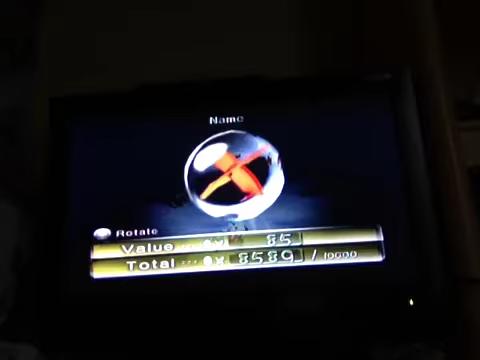 Name
Rotate
Value ••• x 85
Total ••• x 8589 / 10000